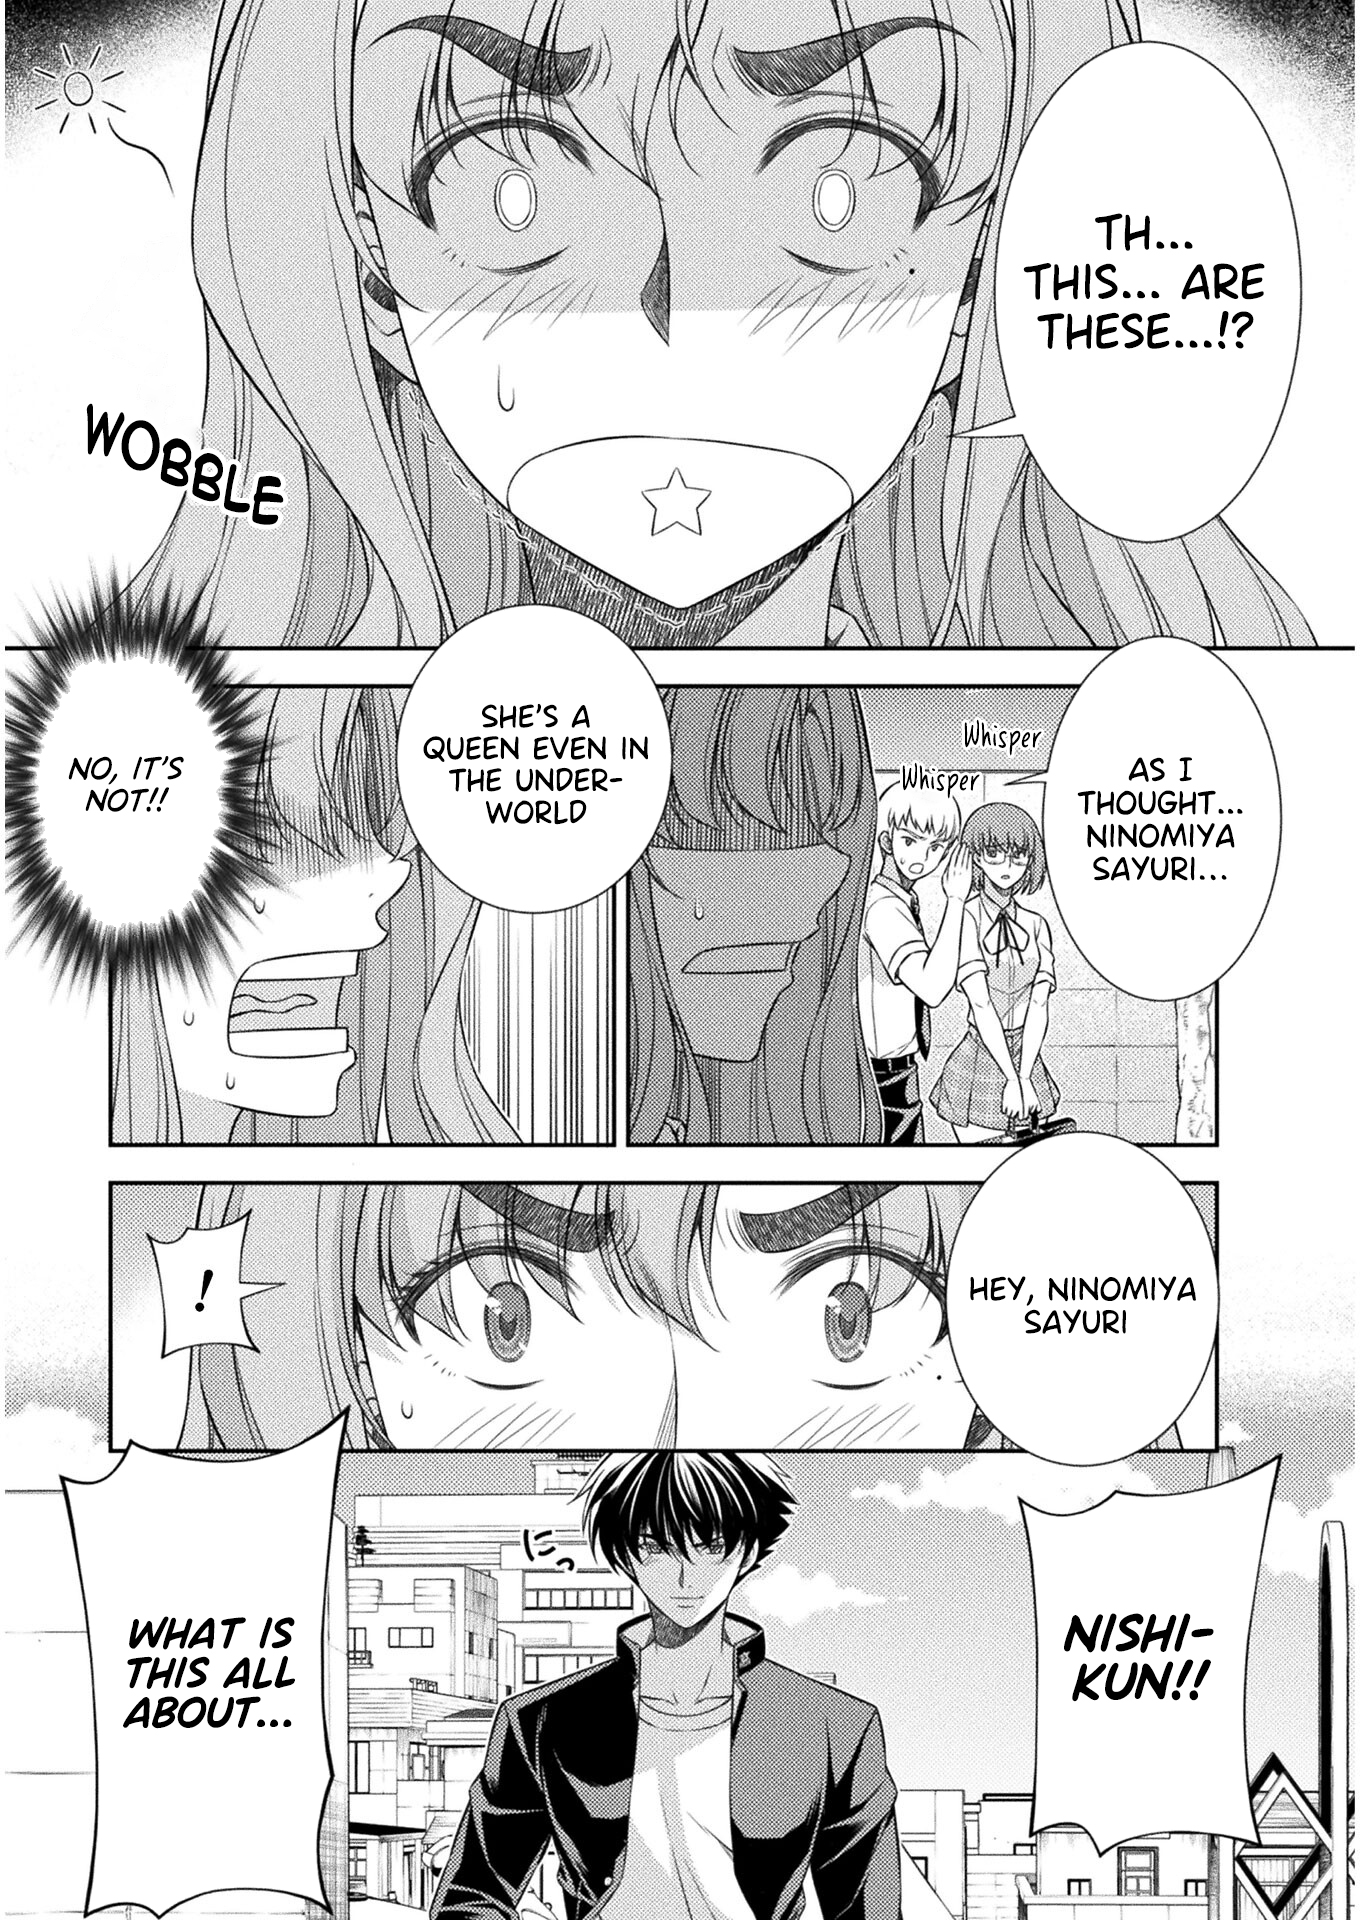 TH...
THIS... ARE
THESE...!?
WOBBLE
Whisper
Whisper
AS I
THOUGHT...
NINOMIYA
SAYURI...
SHE'S A
QUEEN EVEN IN
THE UNDER-
WORLD
NO, IT'S
NOT!!
HEY, NINOMIYA
SAYURI
!
NISHI-
KUN!!
にっ
WHAT IS
THIS ALL
ABOUT...